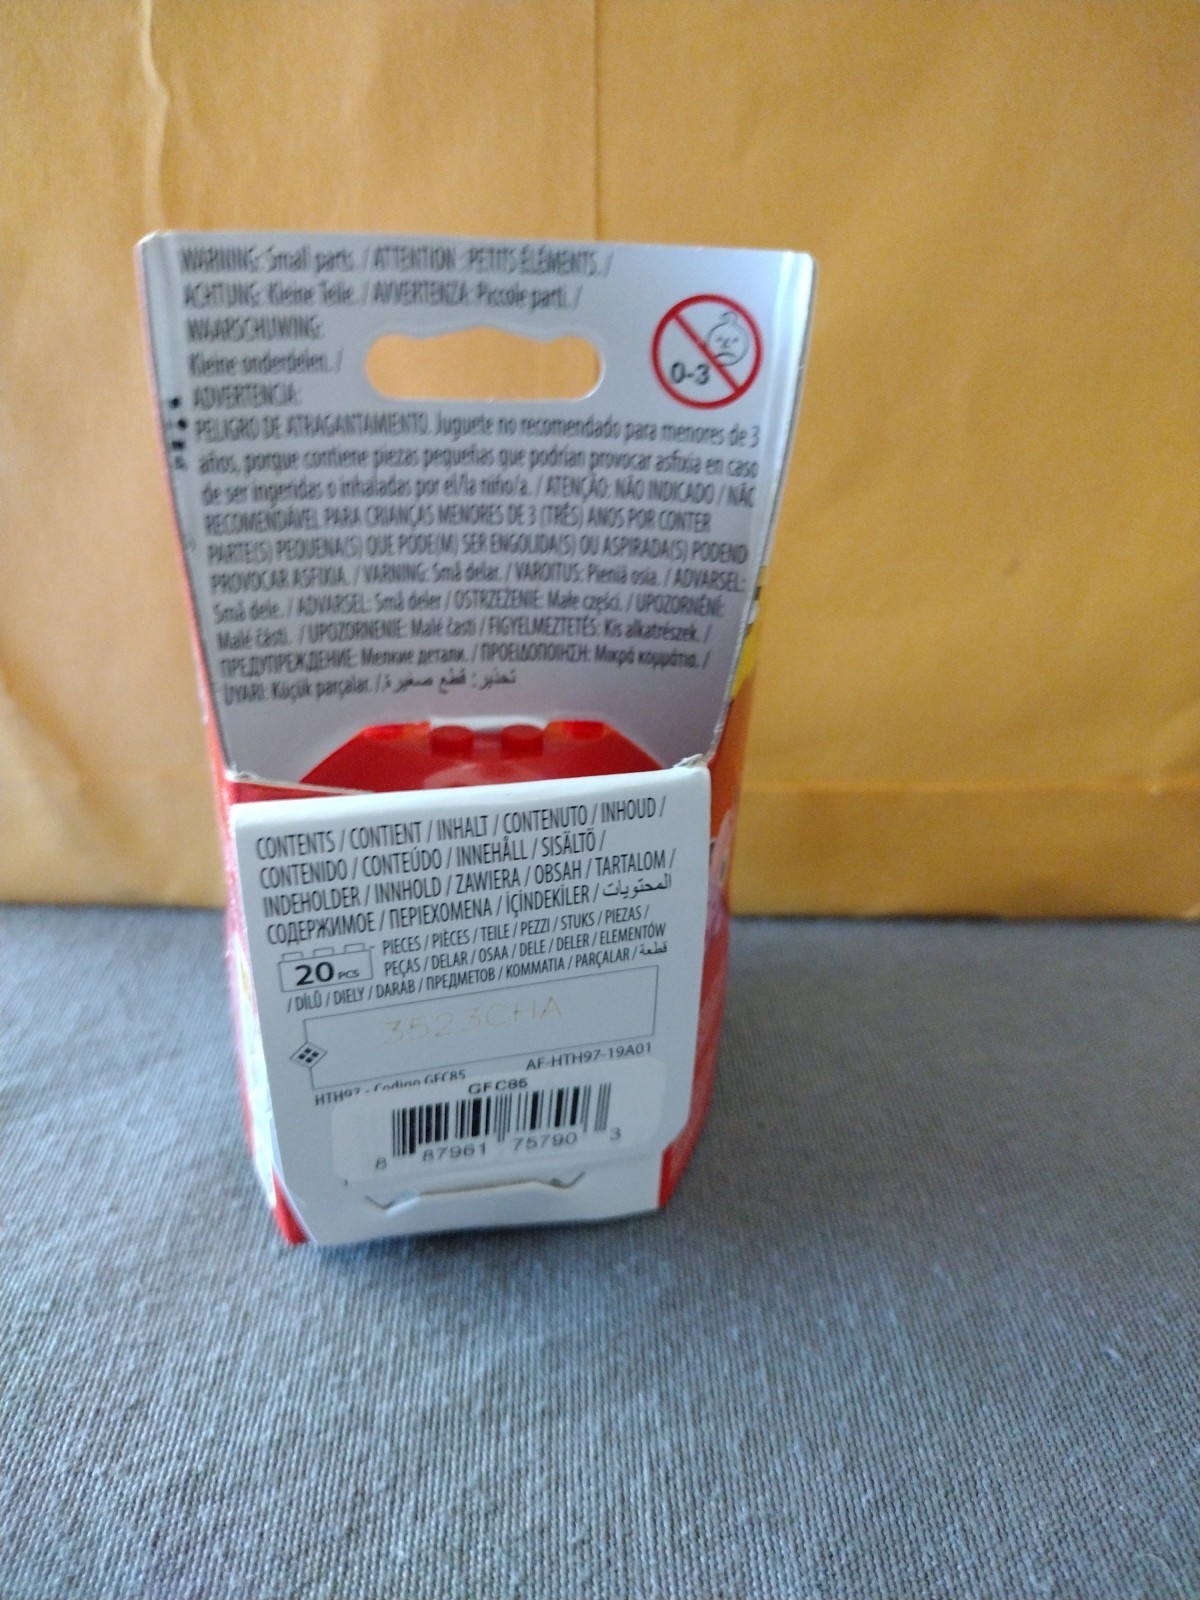 WARNING: Small parts. / ATTENTION : PETITS ÉLÉMENTS. /
ACHTUNG: Kleine Teile. / AVVERTENZA: Piccole parti. /
WAARSCHUWING:
Kleine onderdelen. /
0-3
ADVERTENCIA:
PELIGRO DE ATRAGANTAMIENTO. Juguete no recomendado para menores de 3
años, porque contiene piezas pequeñas que podrían provocar asfixia en caso
de ser ingeridas o inhaladas por el/la niño/a. / ATENÇÃO: NÃO INDICADO / NÃO
RECOMENDÁVEL PARA CRIANÇAS MENORES DE 3 (TRÊS) ANOS POR CONTER
PARTE(S) PEQUENA(S) QUE PODE(M) SER ENGOLIDA(S) OU ASPIRADA(S) PODEND
PROVOCAR ASFIXIA. / VARNING: Små delar. / VAROITUS: Pieniä osia. / ADVARSEL:
Små dele. / ADVARSEL: Små deler / OSTRZEŻENIE: Małe części. / UPOZORNĚNÍ:
Malé části. / UPOZORNENIE: Malé časti / FIGYELMEZTETÉS: Kis alkatrészek. /
ПРЕДУПРЕЖДЕНИЕ: Мелкие детали. / ΠΡΟΕΙΔΟΠΟΙΗΣΗ: Μικρά κομμάτια. /
UYARI: Küçük parçalar. / تحذير: قطع صغيرة.
CONTENTS / CONTIENT / INHALT / CONTENUTO / INHOUD /
CONTENIDO / CONTEÚDO / INNEHÅLL / SISÄLTÖ /
INDEHOLDER / INNHOLD / ZAWIERA / OBSAH / TARTALOM /
СОДЕРЖИМОЕ / ΠΕΡΙΕΧΟΜΕΝΑ / İÇİNDEKİLER / المحتويات
20 PCS
PIECES / PIÈCES / TEILE / PEZZI / STUKS / PIEZAS /
PEÇAS / DELAR / OSAA / DELE / DELER / ELEMENTÓW
/ DÍLŮ / DIELY / DARAB / ПРЕДМЕТОВ / ΚΟΜΜΑΤΙΑ / PARÇALAR / قطعة
3523CHA
AF-HTH97-19A01
HTH97 - Codigo GFC85
GFC85
8 87961 75790 3